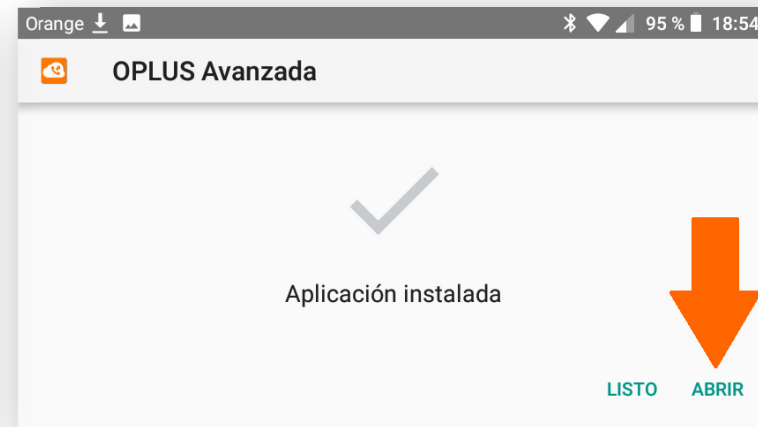 Orange 95 % 18:54
OPLUS Avanzada
Aplicación instalada
LISTO ABRIR